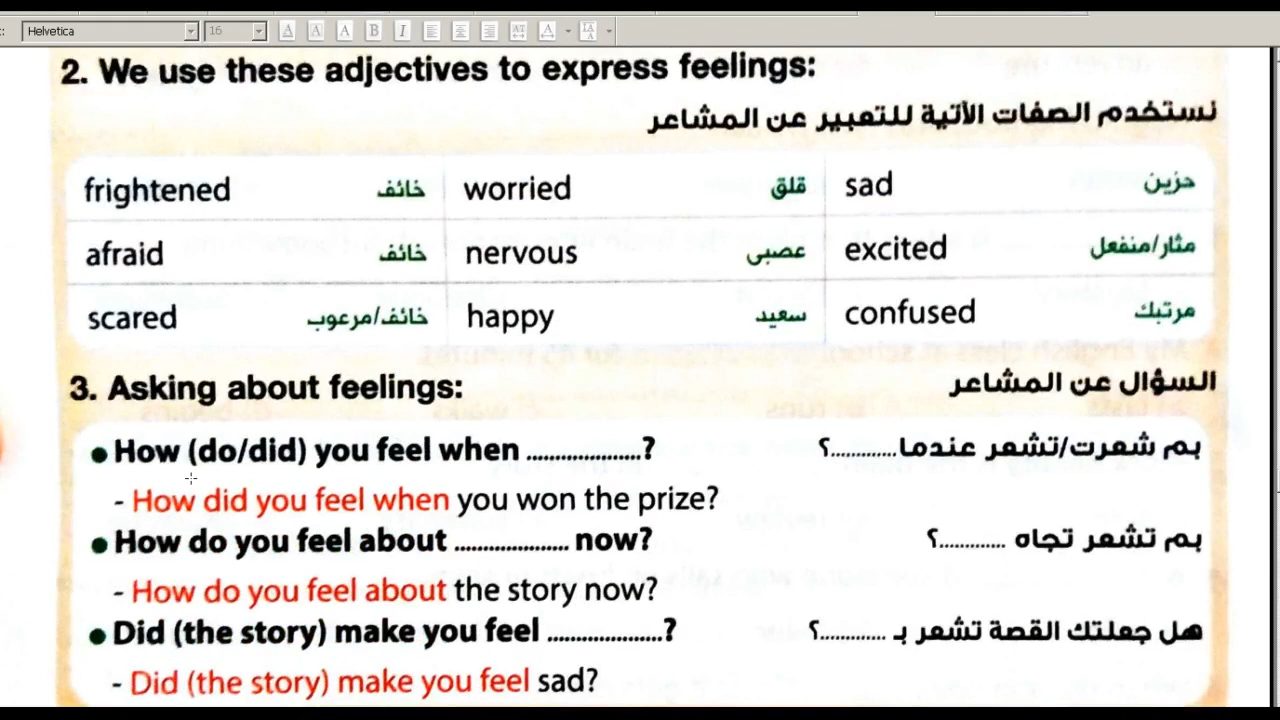 Helvetica 16
2. We use these adjectives to express feelings:
نستخدم الصفات الآتية للتعبير عن المشاعر
frightened خائف worried قلق sad حزين
afraid خائف nervous عصبى excited مثار/منفعل
scared خائف/مرعوب happy سعيد confused مرتبك
3. Asking about feelings: السؤال عن المشاعر
● How (do/did) you feel when ....................? بم شعرت/تشعر عندما.............؟
- How did you feel when you won the prize?
● How do you feel about .................... now? بم تشعر تجاه .............؟
- How do you feel about the story now?
● Did (the story) make you feel ....................? هل جعلتك القصة تشعر بـ .............؟
- Did (the story) make you feel sad?